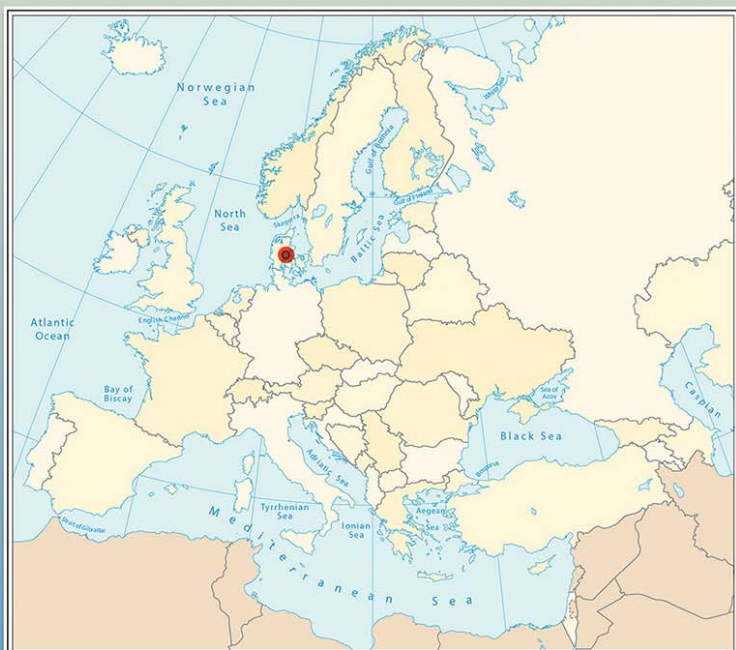 Norwegian
Sea
White Sea
Gulf of Bothnia
Gulf of Finland
North
Sea
Skagerra
Baltic Sea
Atlantic
Ocean
English Channel
Bay of
Biscay
Sea of
Azov
Caspian
Black Sea
Adriatic Sea
Bosporus
Tyrrhenian
Sea
Ionian
Sea
Aegean
Sea
Strait of Gibraltar
Mediterranean Sea